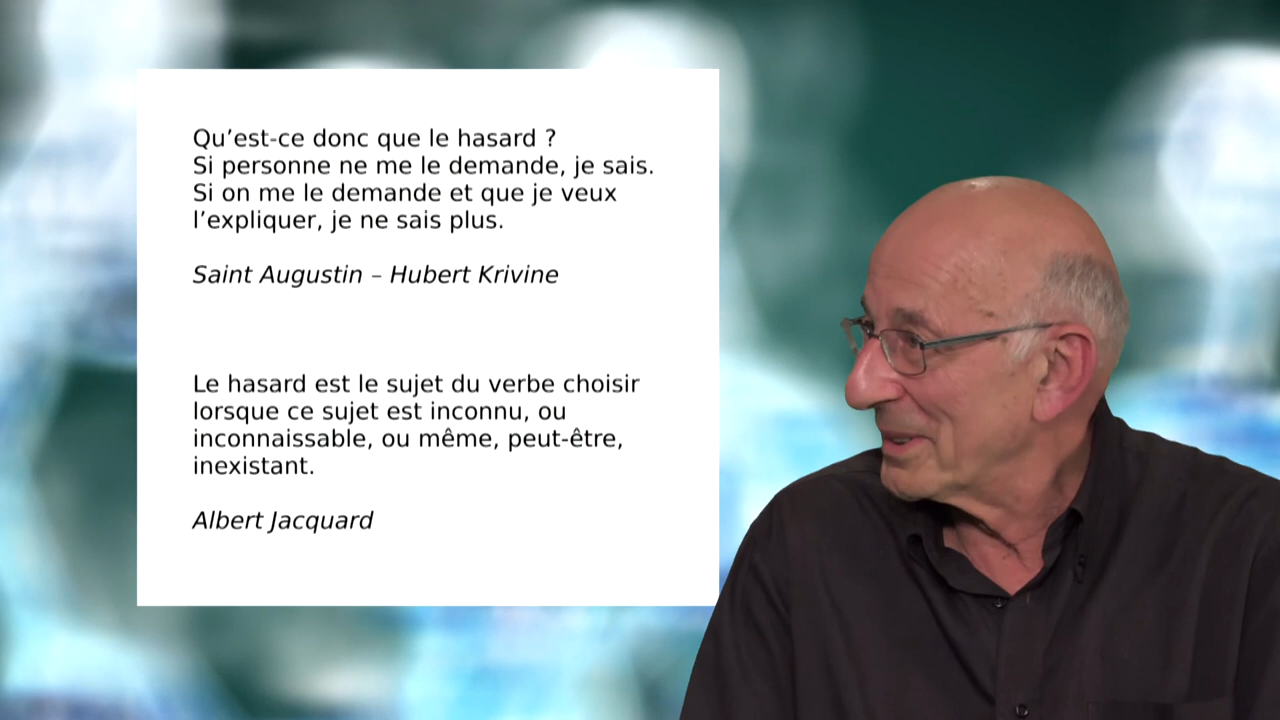 Qu’est-ce donc que le hasard ?
Si personne ne me le demande, je sais.
Si on me le demande et que je veux
l’expliquer, je ne sais plus.
Saint Augustin – Hubert Krivine
Le hasard est le sujet du verbe choisir
lorsque ce sujet est inconnu, ou
inconnaissable, ou même, peut-être,
inexistant.
Albert Jacquard